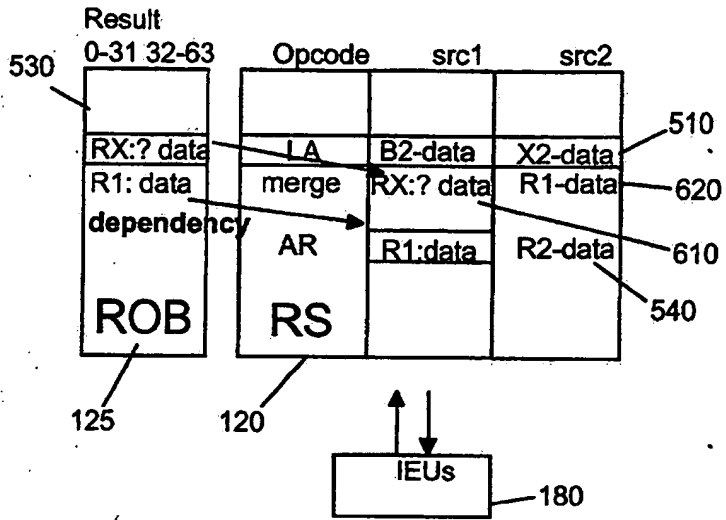 Result
0-31 32-63 Opcode src1 src2
530
RX:? data LA B2-data X2-data 510
R1: data merge RX:? data R1-data 620
dependency
AR R1:data R2-data 610
540
ROB RS
125 120
IEUs
180